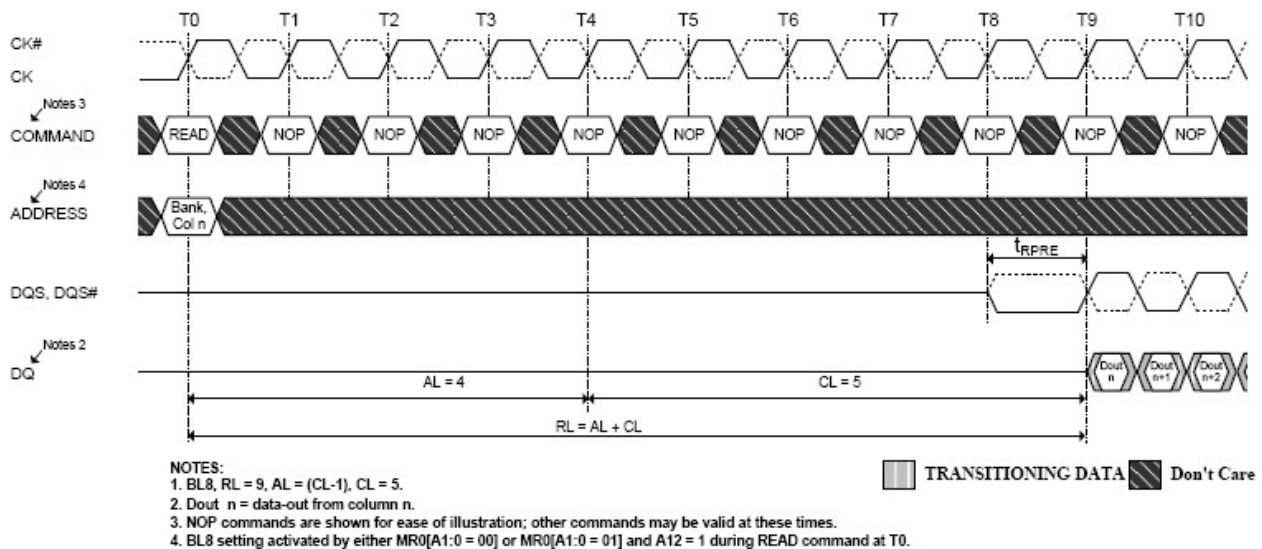 T0 T1 T2 T3 T4 T5 T6 T7 T8 T9 T10
CK#
CK
Notes 3
COMMAND READ NOP NOP NOP NOP NOP NOP NOP NOP NOP NOP
Notes 4
ADDRESS
Bank,
Col n
tRPRE
DQS, DQS#
Notes 2
DQ
Dout
n
Dout
n+1
Dout
n+2
AL = 4
CL = 5
RL = AL + CL
NOTES:
1. BL8, RL = 9, AL = (CL-1), CL = 5.
2. Dout n = data-out from column n.
3. NOP commands are shown for ease of illustration; other commands may be valid at these times.
4. BL8 setting activated by either MR0[A1:0 = 00] or MR0[A1:0 = 01] and A12 = 1 during READ command at T0.
TRANSITIONING DATA
Don't Care